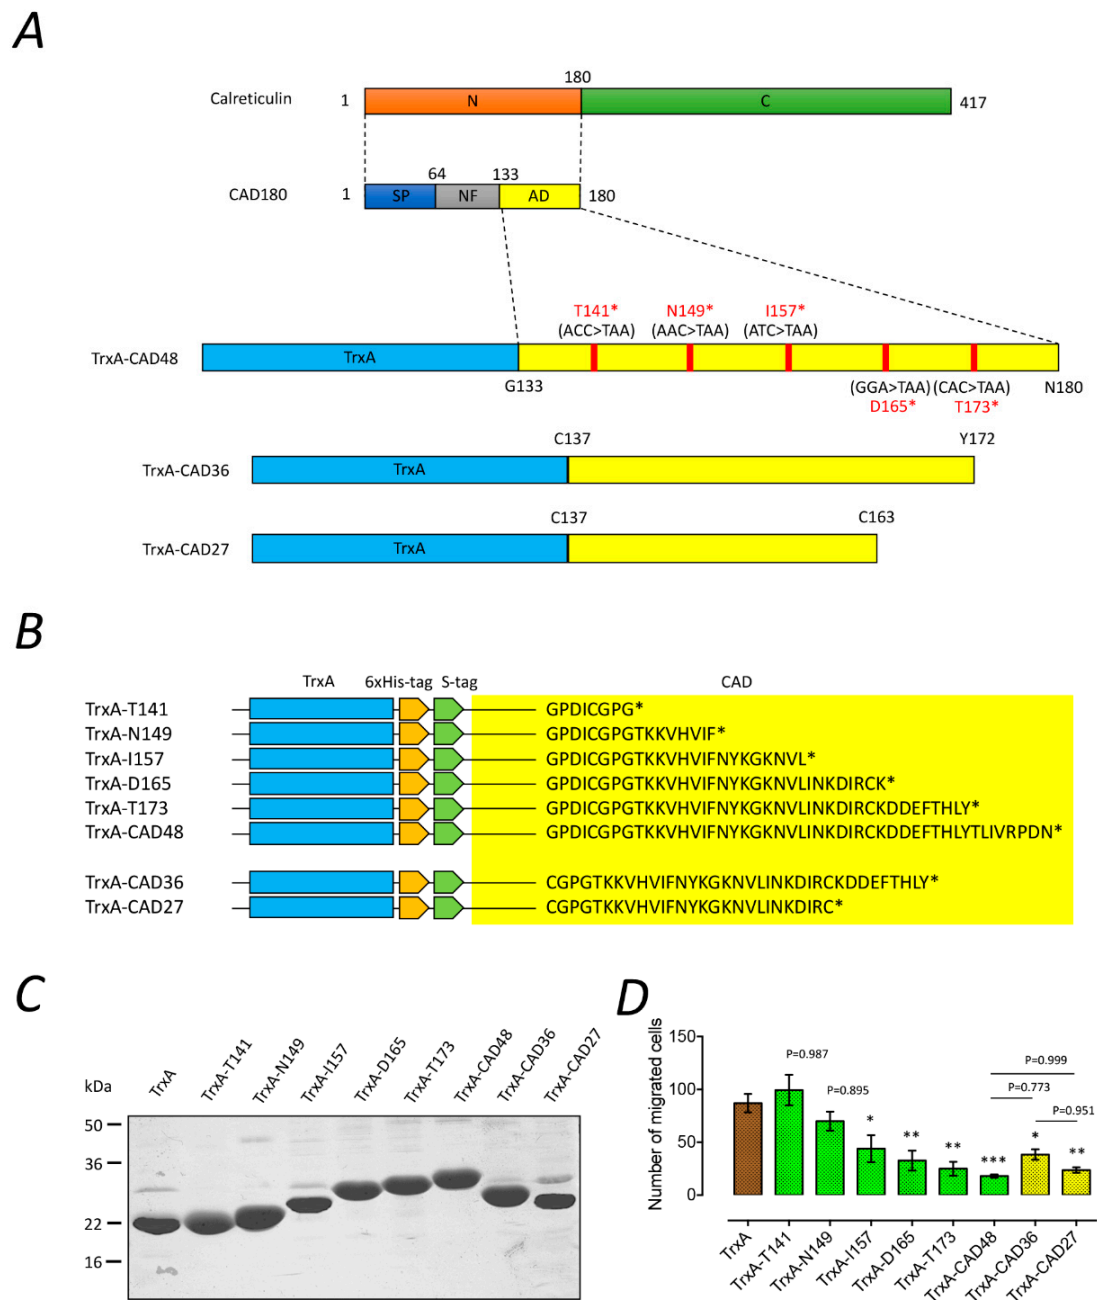 A
180
Calreticulin 1 N C 417
64 133
CAD180 1 SP NF AD 180
T141* N149* I157*
(ACC>TAA) (AAC>TAA) (ATC>TAA)
TrxA-CAD48 TrxA
G133 (GGA>TAA) (CAC>TAA) N180
D165* T173*
C137 Y172
TrxA-CAD36 TrxA
C137 C163
TrxA-CAD27 TrxA
B
TrxA 6xHis-tag S-tag CAD
TrxA-T141 GPDICGPG*
TrxA-N149 GPDICGPGTKKVHVIF*
TrxA-I157 GPDICGPGTKKVHVIFNYKGKNVL*
TrxA-D165 GPDICGPGTKKVHVIFNYKGKNVLINKDIRCK*
TrxA-T173 GPDICGPGTKKVHVIFNYKGKNVLINKDIRCKDDEFTHLY*
TrxA-CAD48 GPDICGPGTKKVHVIFNYKGKNVLINKDIRCKDDEFTHLYTLIVRPDN*
TrxA-CAD36 CGPGTKKVHVIFNYKGKNVLINKDIRCKDDEFTHLY*
TrxA-CAD27 CGPGTKKVHVIFNYKGKNVLINKDIRC*
C
kDa TrxA TrxA-T141 TrxA-N149 TrxA-I157 TrxA-D165 TrxA-T173 TrxA-CAD48 TrxA-CAD36 TrxA-CAD27
50
36
22
16
D
Number of migrated cells
150
100
50
0
P=0.987
P=0.895
P=0.999
P=0.773
P=0.951
* ** ** *** * **
TrxA TrxA-T141 TrxA-N149 TrxA-I157 TrxA-D165 TrxA-T173 TrxA-CAD48 TrxA-CAD36 TrxA-CAD27